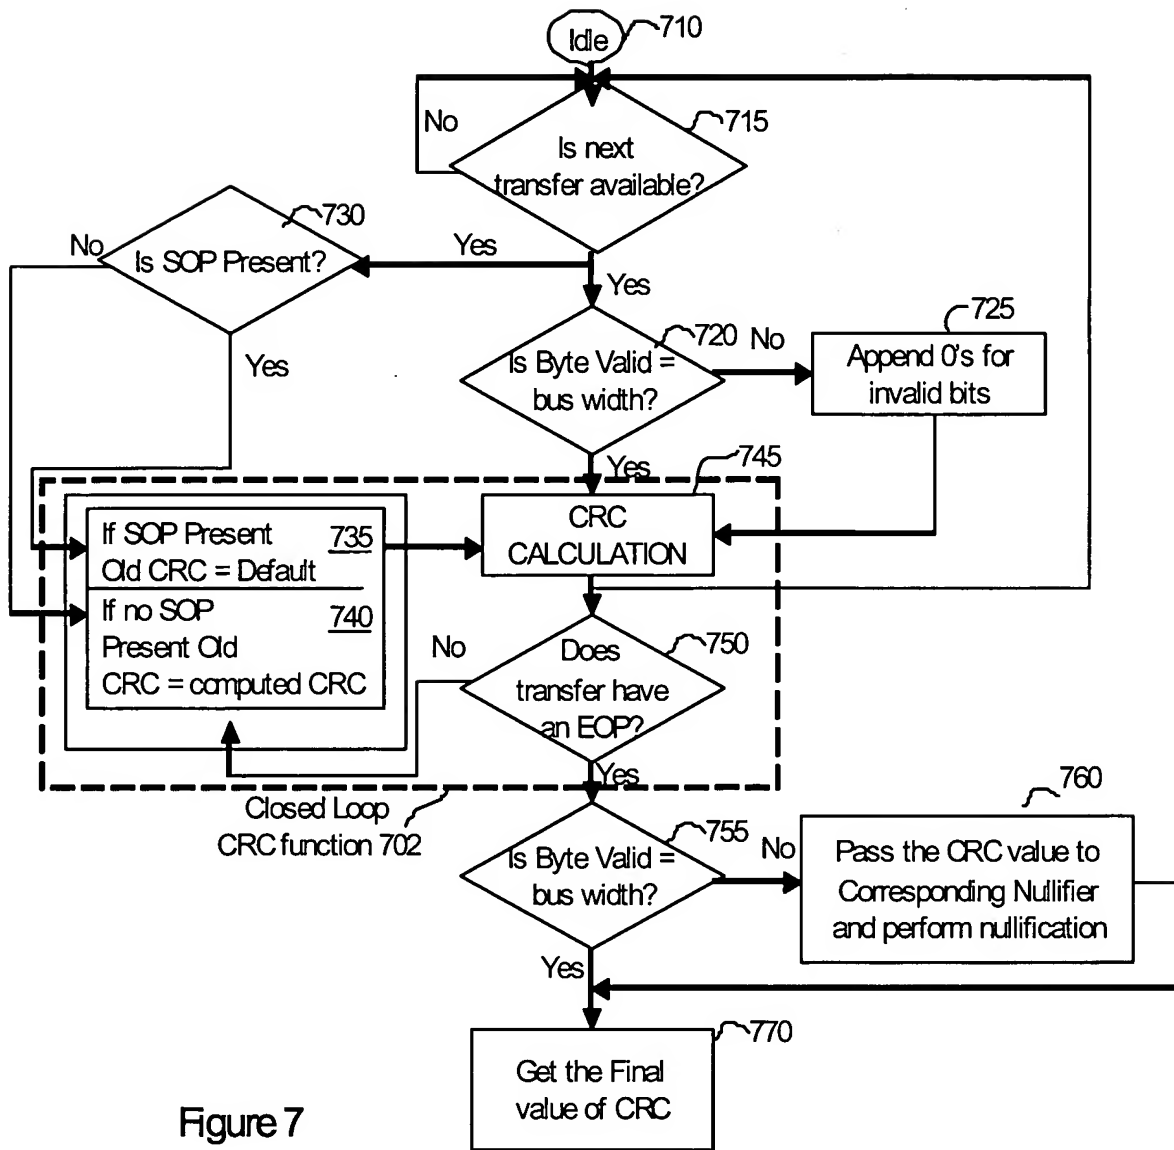 Idle
710
No
715
Is next
transfer available?
730
No
Is SOP Present?
Yes
Yes
720
No
725
Is Byte Valid =
bus width?
Append 0's for
invalid bits
Yes
Yes
745
CRC
CALCULATION
If SOP Present
735
Old CRC = Default
If no SOP
740
Present Old
CRC = computed CRC
No
750
Does
transfer have
an EOP?
Yes
Closed Loop
CRC function 702
755
Is Byte Valid =
bus width?
No
760
Pass the CRC value to
Corresponding Nullifier
and perform nullification
Yes
770
Get the Final
value of CRC
Figure 7